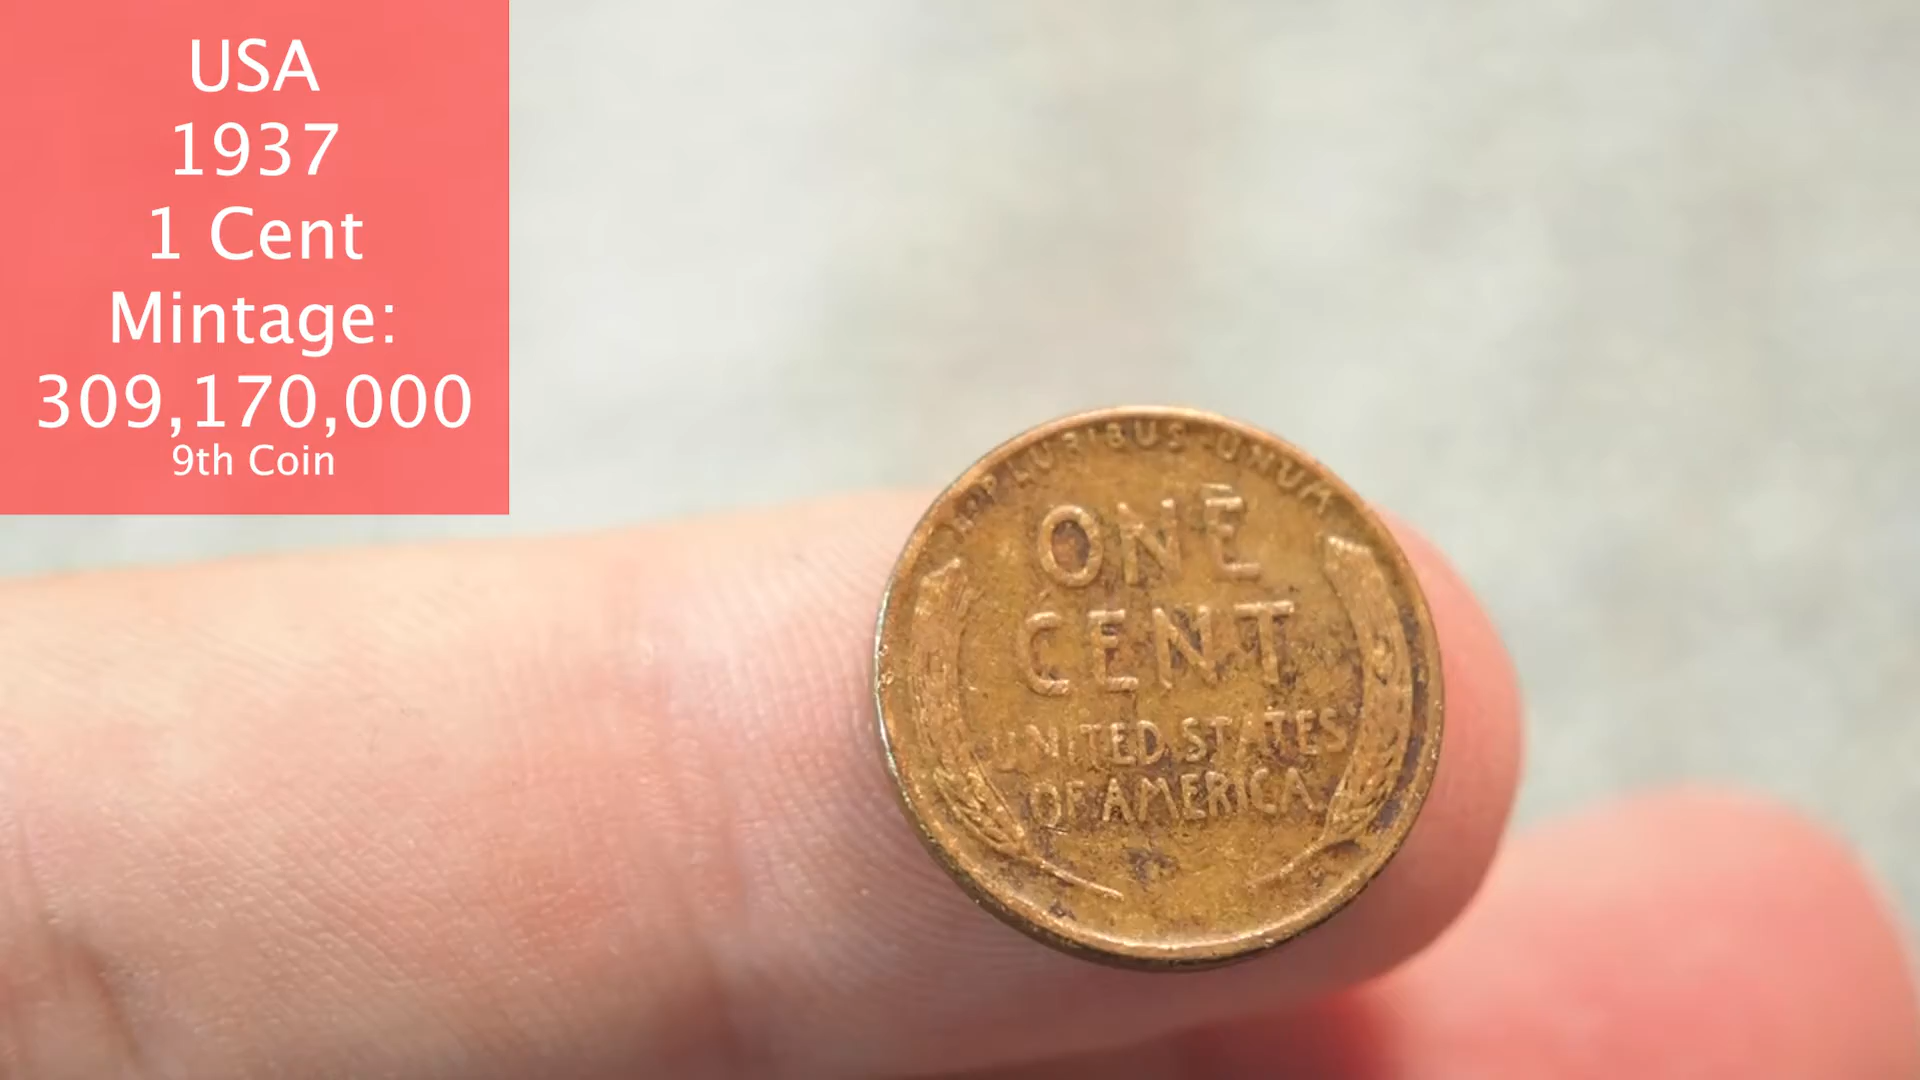 USA
1937
1 Cent
Mintage:
309,170,000
9th Coin
E PLURIBUS UNUM
ONE
CENT
UNITED STATES
OF AMERICA